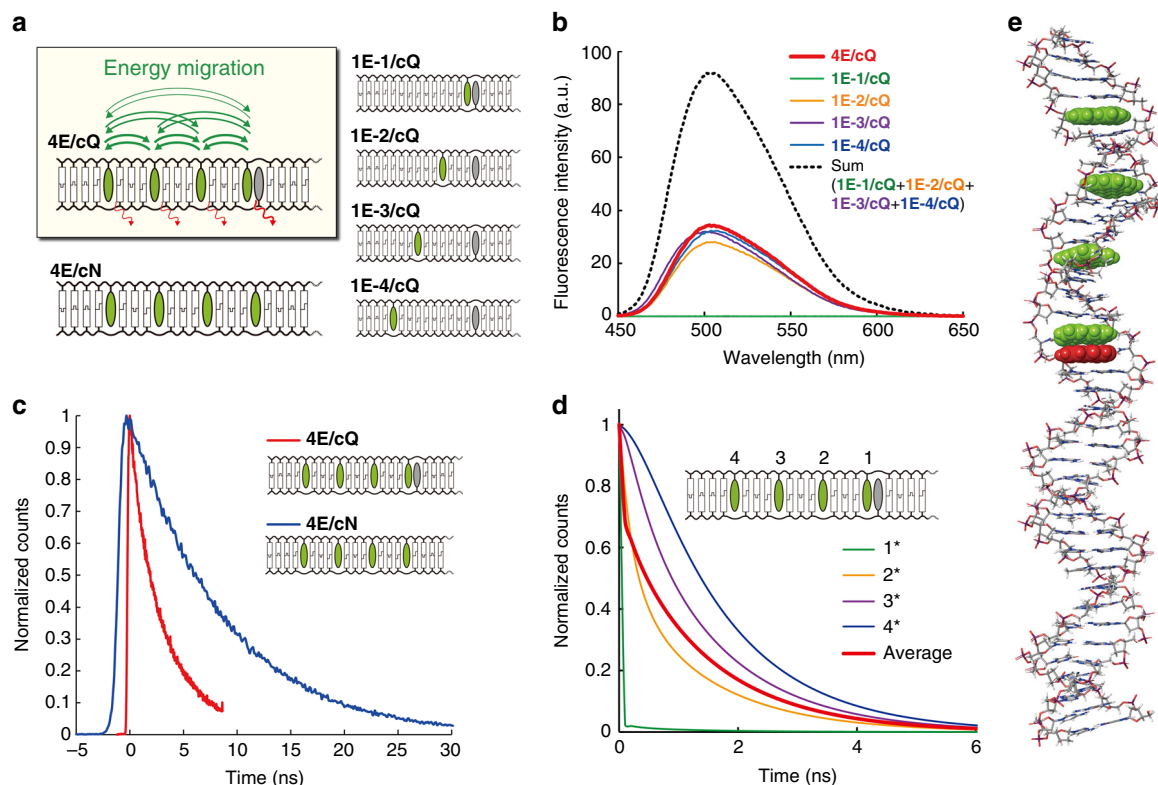 a
Energy migration
4E/cQ
4E/cN
1E-1/cQ
1E-2/cQ
1E-3/cQ
1E-4/cQ
b
Fluorescence intensity (a.u.)
100
80
60
40
20
0
450
500
550
600
650
Wavelength (nm)
4E/cQ
1E-1/cQ
1E-2/cQ
1E-3/cQ
1E-4/cQ
Sum
(1E-1/cQ+1E-2/cQ+
1E-3/cQ+1E-4/cQ)
c
Normalized counts
1
0.9
0.8
0.7
0.6
0.5
0.4
0.3
0.2
0.1
0
−5
0
5
10
15
20
25
30
Time (ns)
4E/cQ
4E/cN
d
Normalized counts
1
0.8
0.6
0.4
0.2
0
0
2
4
6
Time (ns)
4 3 2 1
1*
2*
3*
4*
Average
e